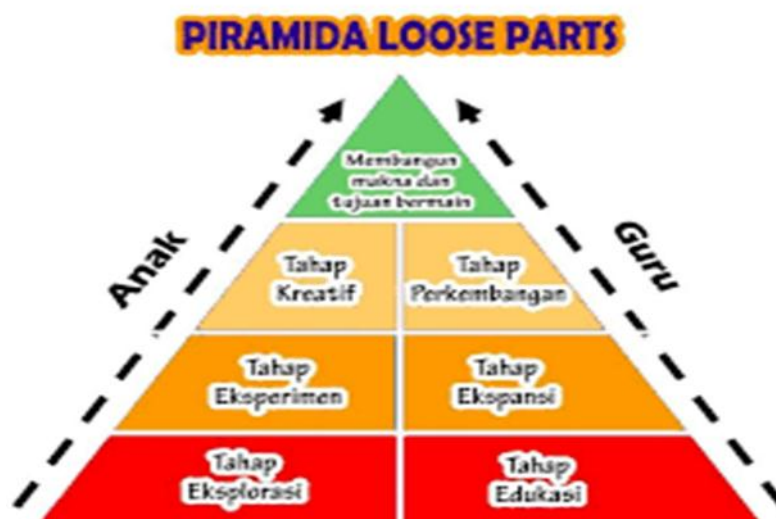 PIRAMIDA LOOSE PARTS
Membangun
makna dan
tujuan bermain
Anak
Guru
Tahap
Kreatif
Tahap
Perkembangan
Tahap
Eksperimen
Tahap
Ekspansi
Tahap
Eksplorasi
Tahap
Edukasi